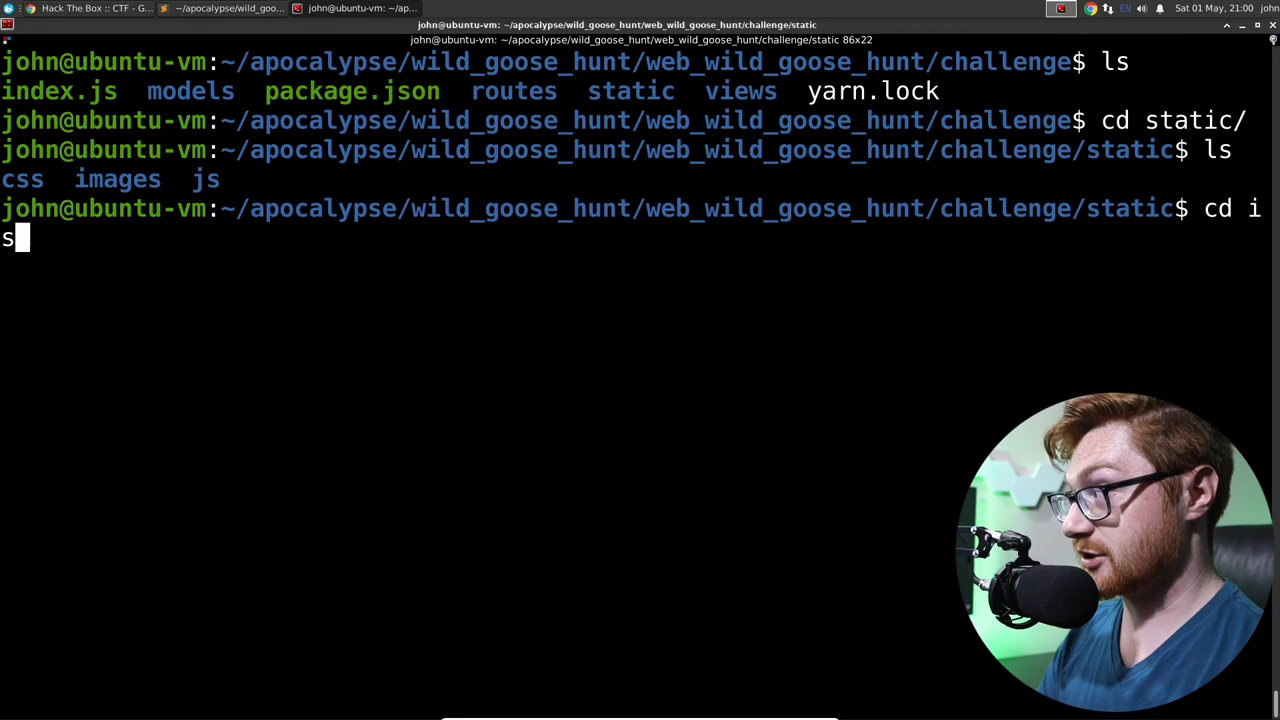 Hack The Box :: CTF - G...
~/apocalypse/wild_goo...
john@ubuntu-vm: ~/ap...
EN
Sat 01 May, 21:00
john
john@ubuntu-vm: ~/apocalypse/wild_goose_hunt/web_wild_goose_hunt/challenge/static
john@ubuntu-vm: ~/apocalypse/wild_goose_hunt/web_wild_goose_hunt/challenge/static 86x22
john@ubuntu-vm:~/apocalypse/wild_goose_hunt/web_wild_goose_hunt/challenge$ ls
index.js models package.json routes static views yarn.lock
john@ubuntu-vm:~/apocalypse/wild_goose_hunt/web_wild_goose_hunt/challenge$ cd static/
john@ubuntu-vm:~/apocalypse/wild_goose_hunt/web_wild_goose_hunt/challenge/static$ ls
css images js
john@ubuntu-vm:~/apocalypse/wild_goose_hunt/web_wild_goose_hunt/challenge/static$ cd i
s